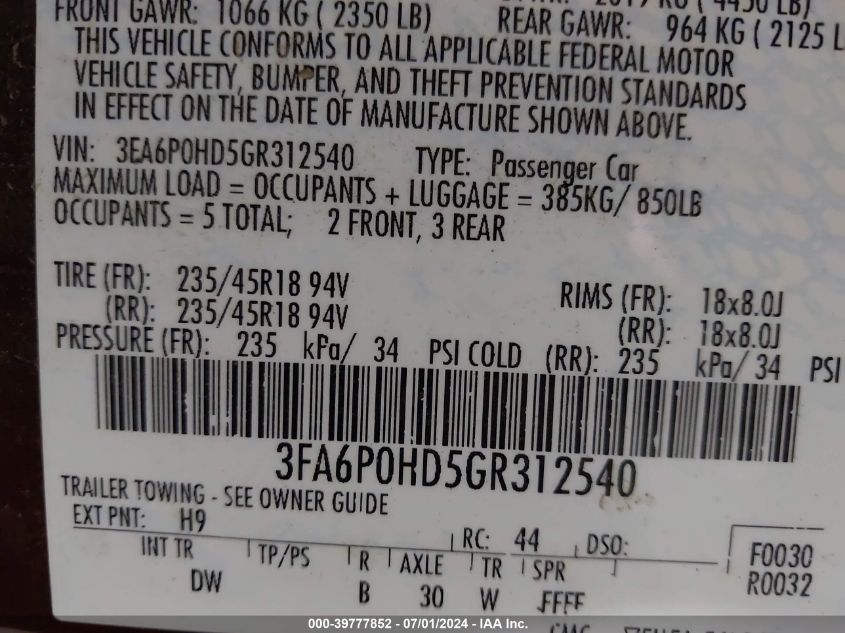 FRONT GAWR: 1066 KG ( 2350 LB) REAR GAWR: 964 KG ( 2125 L
THIS VEHICLE CONFORMS TO ALL APPLICABLE FEDERAL MOTOR
VEHICLE SAFETY, BUMPER, AND THEFT PREVENTION STANDARDS
IN EFFECT ON THE DATE OF MANUFACTURE SHOWN ABOVE.
VIN: 3FA6P0HD5GR312540 TYPE: Passenger Car
MAXIMUM LOAD = OCCUPANTS + LUGGAGE = 385KG/ 850LB
OCCUPANTS = 5 TOTAL; 2 FRONT, 3 REAR
TIRE (FR): 235/45R18 94V RIMS (FR): 18x8.0J
(RR): 235/45R18 94V (RR): 18x8.0J
PRESSURE (FR): 235 kPa/ 34 PSI COLD (RR): 235 kPa/ 34 PSI
3FA6P0HD5GR312540
TRAILER TOWING - SEE OWNER GUIDE
EXT PNT: H9 RC: 44 DSO: F0030
INT TR TP/PS R AXLE TR SPR R0032
DW B 30 W FFFF
000-39777852 - 07/01/2024 - IAA Inc.